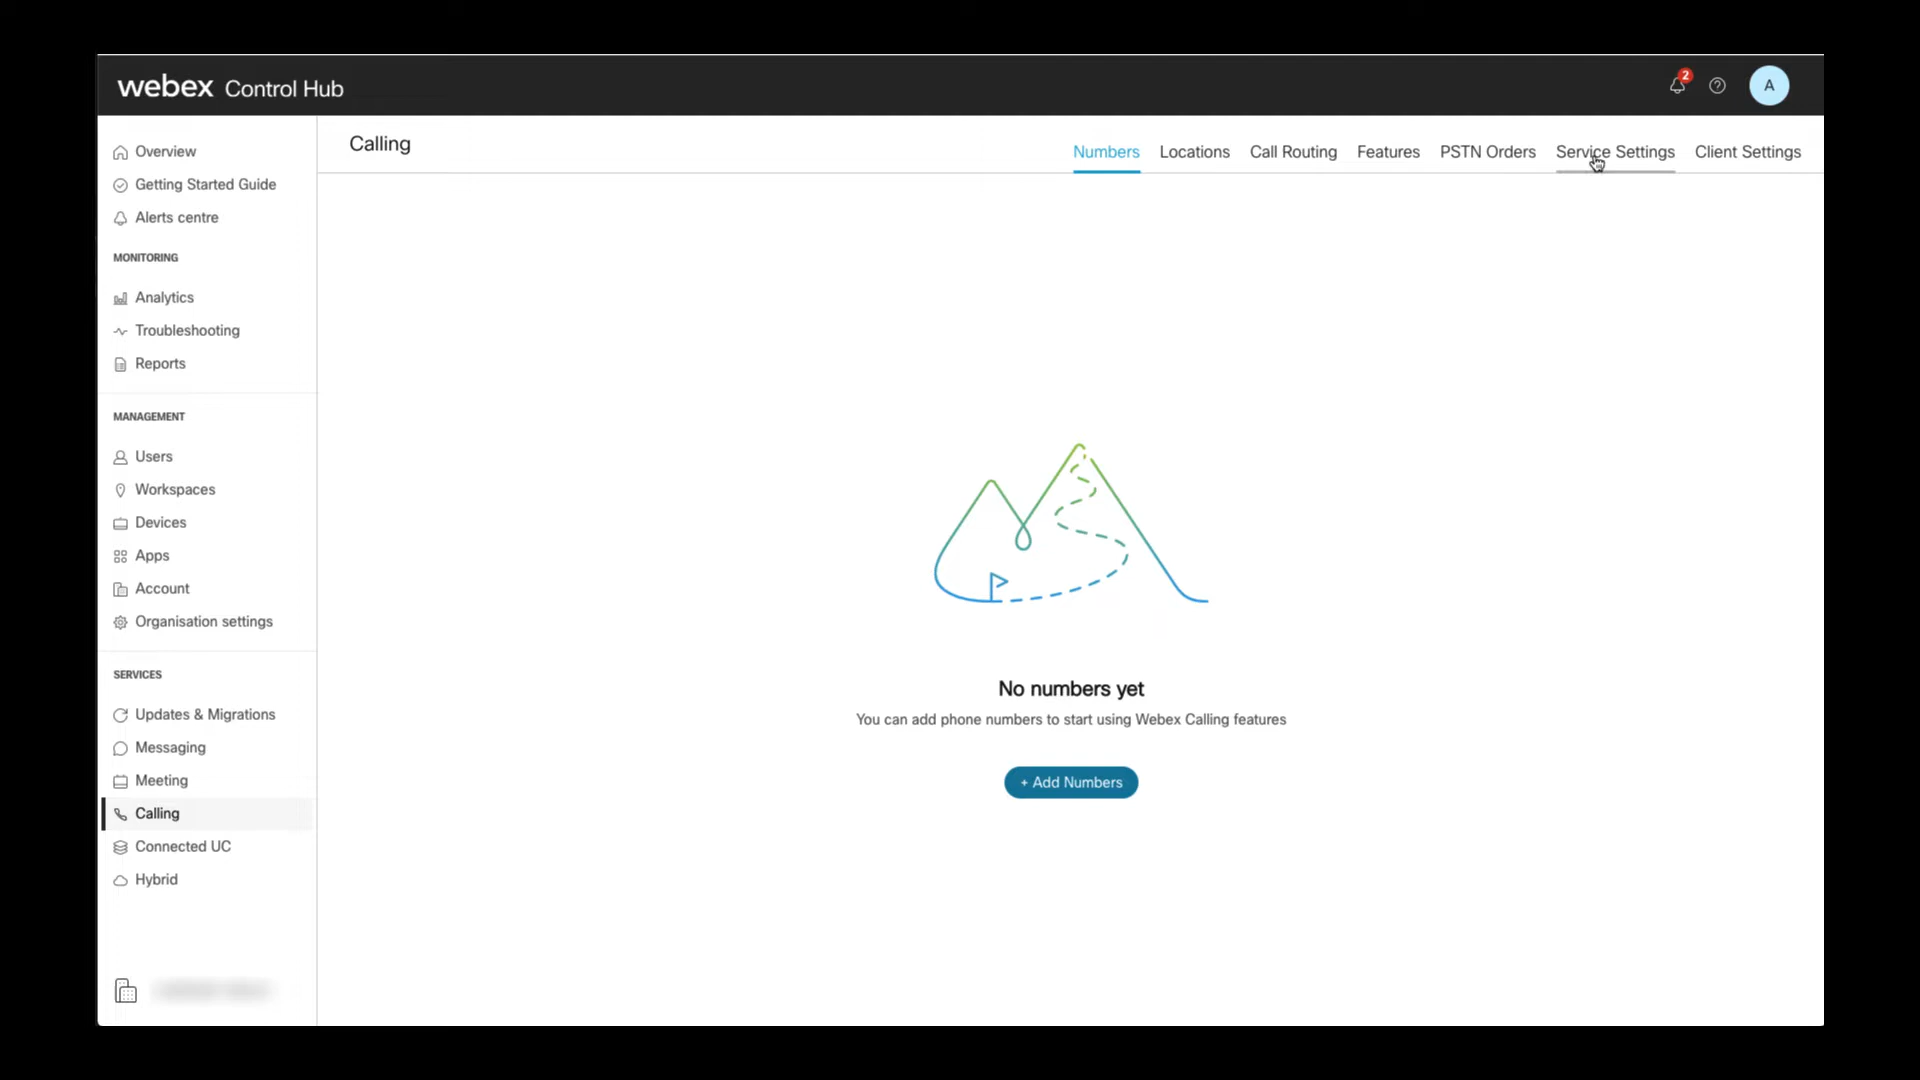 webex Control Hub
2
A
Calling
Numbers
Locations
Call Routing
Features
PSTN Orders
Service Settings
Client Settings
Overview
Getting Started Guide
Alerts centre
MONITORING
Analytics
Troubleshooting
Reports
MANAGEMENT
Users
Workspaces
Devices
Apps
Account
Organisation settings
SERVICES
Updates & Migrations
Messaging
Meeting
Calling
Connected UC
Hybrid
No numbers yet
You can add phone numbers to start using Webex Calling features
+ Add Numbers